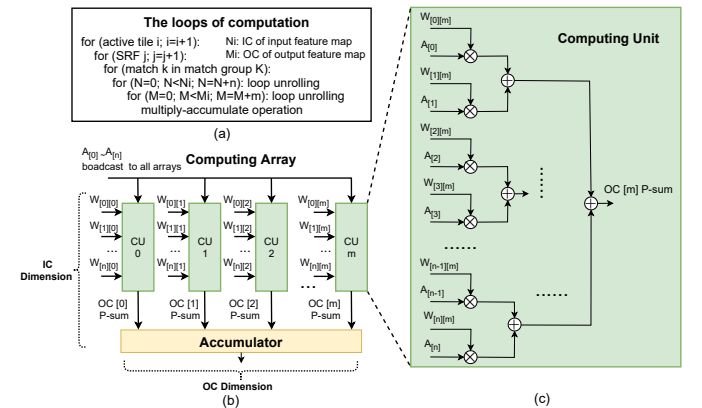 The loops of computation
for (active tile i; i=i+1):
Ni: IC of input feature map
for (SRF j; j=j+1):
Mi: OC of output feature map
for (match k in match group K):
for (N=0; N<Ni; N=N+n): loop unrolling
for (M=0; M<Mi; M=M+m): loop unrolling
multiply-accumulate operation
(a)
A[0] ~A[n]
boadcast to all arrays
Computing Array
W[0][0] W[0][1] W[0][2] W[0][m]
W[1][0] W[1][1] W[1][2] W[1][m]
... ... ... ...
W[n][0] W[n][1] W[n][2] W[n][m]
CU 0
CU 1
CU 2
CU m
...
IC
Dimension
OC [0] OC [1] OC [2] OC [m]
P-sum P-sum P-sum P-sum
Accumulator
OC Dimension
(b)
Computing Unit
W[0][m]
A[0]
W[1][m]
A[1]
W[2][m]
A[2]
W[3][m]
A[3]
......
......
OC [m] P-sum
W[n-1][m]
A[n-1]
......
W[n][m]
A[n]
(c)